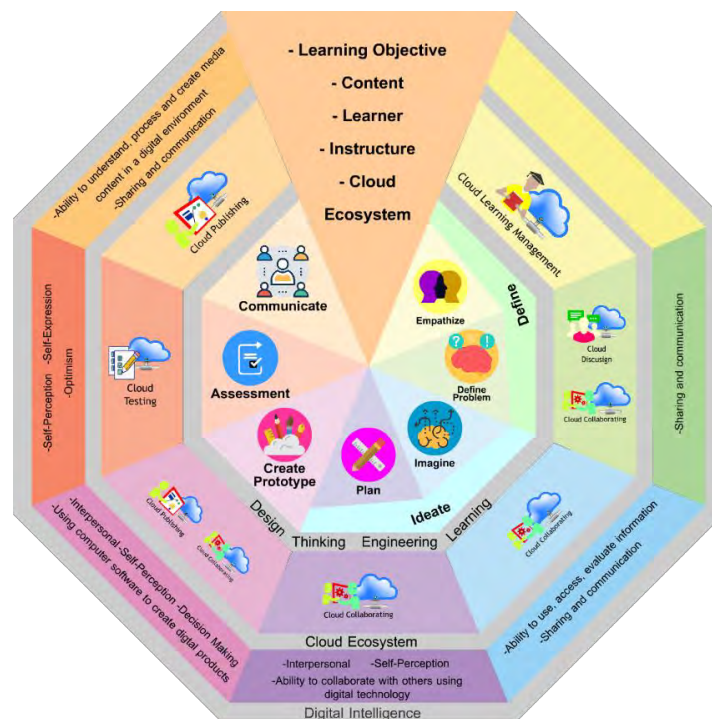 - Learning Objective
- Content
- Learner
- Instructure
- Cloud
Ecosystem
-Ability to understand, process and create media
content in a digital environment
-Sharing and communication
Cloud Publishing
Cloud Learning Management
Communicate
Empathize
Define
Assessment
Define
Problem
Create
Prototype
Plan
Imagine
Ideate
Cloud
Testing
Cloud
Discusign
Cloud Collaborating
-Self-Perception -Self-Expression
-Optimism
-Sharing and communication
Design
Thinking
Engineering
Learning
Cloud Publishing
Cloud Collaborating
Cloud Collaborating
Cloud Collaborating
-Interpersonal -Self-Perception -Decision Making
-Using computer software to create digtal products
-Ability to use, access, evaluate information
-Sharing and communication
Cloud Ecosystem
-Interpersonal -Self-Perception
-Ability to collaborate with others using
digital technology
Digital Intelligence